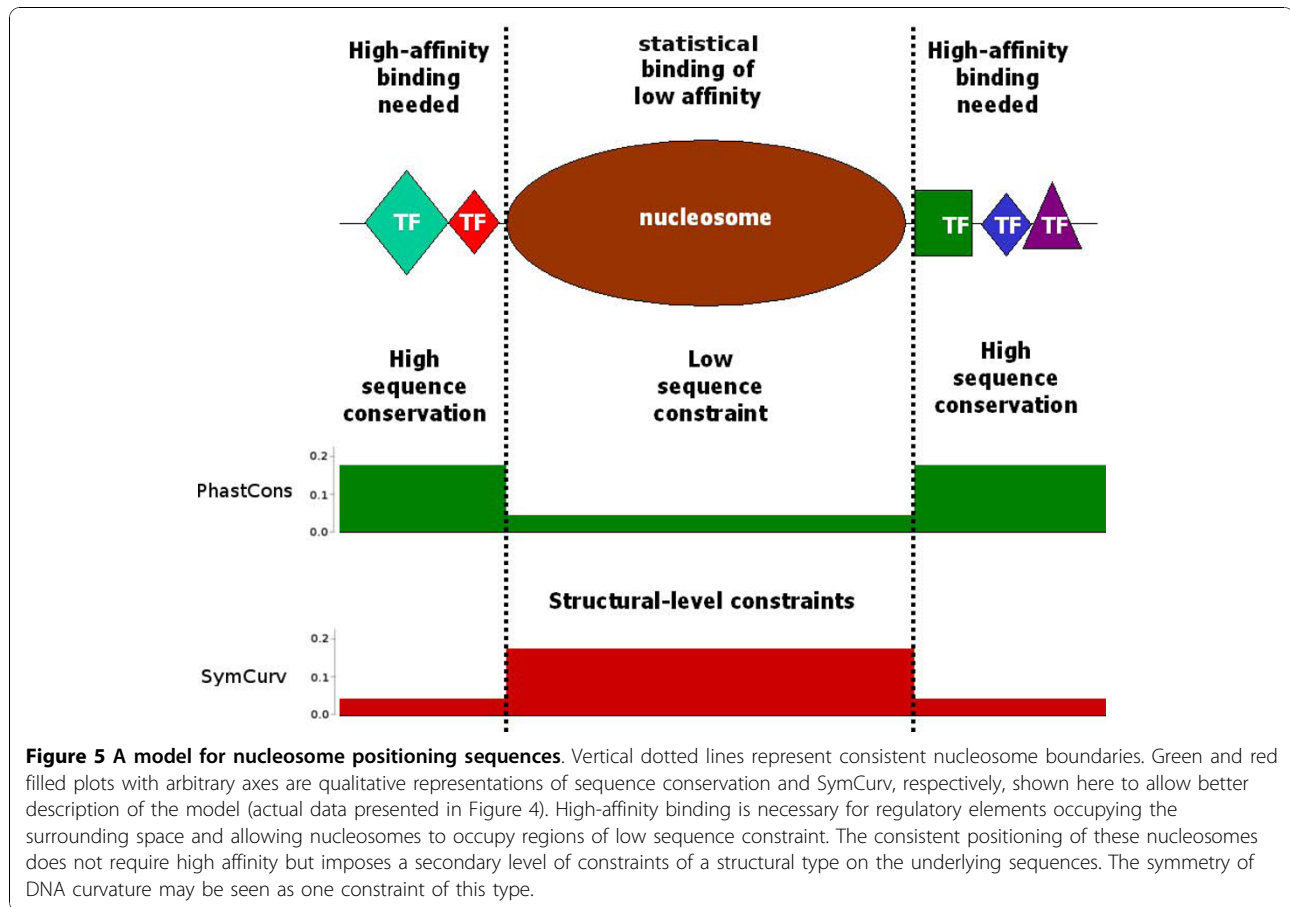 High-affinity
binding
needed
statistical
binding of
low affinity
High-affinity
binding
needed
TF
TF
nucleosome
TF
TF
TF
High
sequence
conservation
Low
sequence
constraint
High
sequence
conservation
PhastCons
0.2
0.1
0.0
Structural-level constraints
SymCurv
0.2
0.1
0.0
Figure 5 A model for nucleosome positioning sequences. Vertical dotted lines represent consistent nucleosome boundaries. Green and red
filled plots with arbitrary axes are qualitative representations of sequence conservation and SymCurv, respectively, shown here to allow better
description of the model (actual data presented in Figure 4). High-affinity binding is necessary for regulatory elements occupying the
surrounding space and allowing nucleosomes to occupy regions of low sequence constraint. The consistent positioning of these nucleosomes
does not require high affinity but imposes a secondary level of constraints of a structural type on the underlying sequences. The symmetry of
DNA curvature may be seen as one constraint of this type.